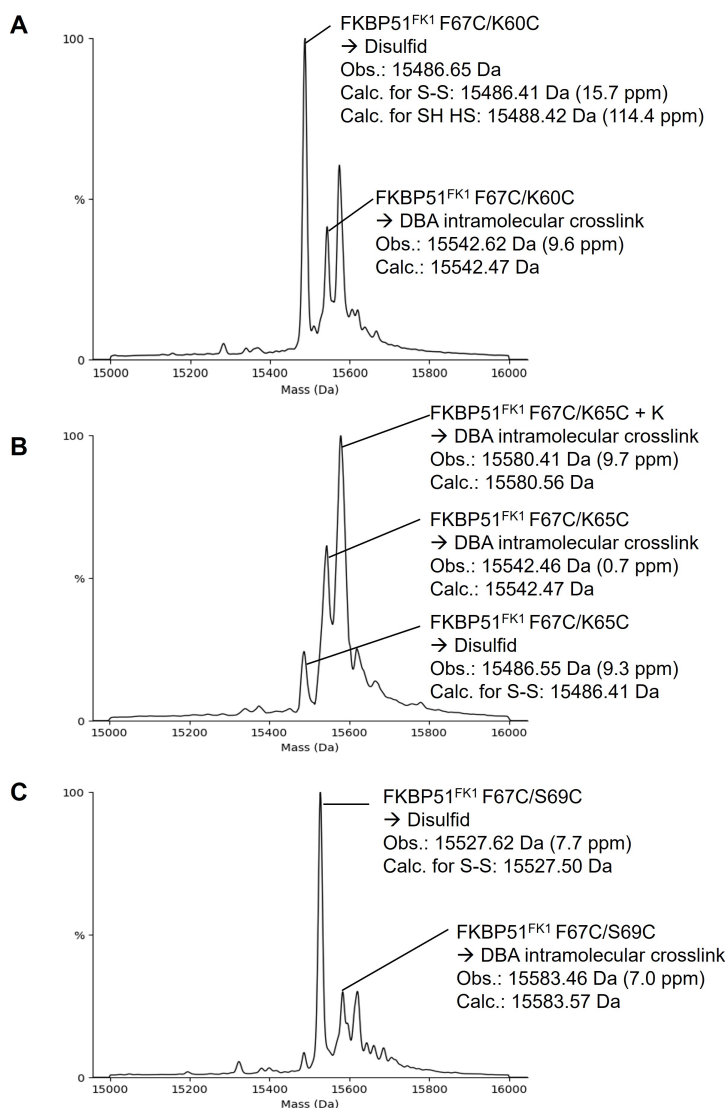 A
FKBP51FK1 F67C/K60C
→ Disulfid
Obs.: 15486.65 Da
Calc. for S-S: 15486.41 Da (15.7 ppm)
Calc. for SH HS: 15488.42 Da (114.4 ppm)
FKBP51FK1 F67C/K60C
→ DBA intramolecular crosslink
Obs.: 15542.62 Da (9.6 ppm)
Calc.: 15542.47 Da
100
%
0
15000 15200 15400 15600 15800 16000
Mass (Da)
B
FKBP51FK1 F67C/K65C + K
→ DBA intramolecular crosslink
Obs.: 15580.41 Da (9.7 ppm)
Calc.: 15580.56 Da
FKBP51FK1 F67C/K65C
→ DBA intramolecular crosslink
Obs.: 15542.46 Da (0.7 ppm)
Calc.: 15542.47 Da
FKBP51FK1 F67C/K65C
→ Disulfid
Obs.: 15486.55 Da (9.3 ppm)
Calc. for S-S: 15486.41 Da
100
%
0
15000 15200 15400 15600 15800 16000
Mass (Da)
C
FKBP51FK1 F67C/S69C
→ Disulfid
Obs.: 15527.62 Da (7.7 ppm)
Calc. for S-S: 15527.50 Da
FKBP51FK1 F67C/S69C
→ DBA intramolecular crosslink
Obs.: 15583.46 Da (7.0 ppm)
Calc.: 15583.57 Da
100
%
0
15000 15200 15400 15600 15800 16000
Mass (Da)